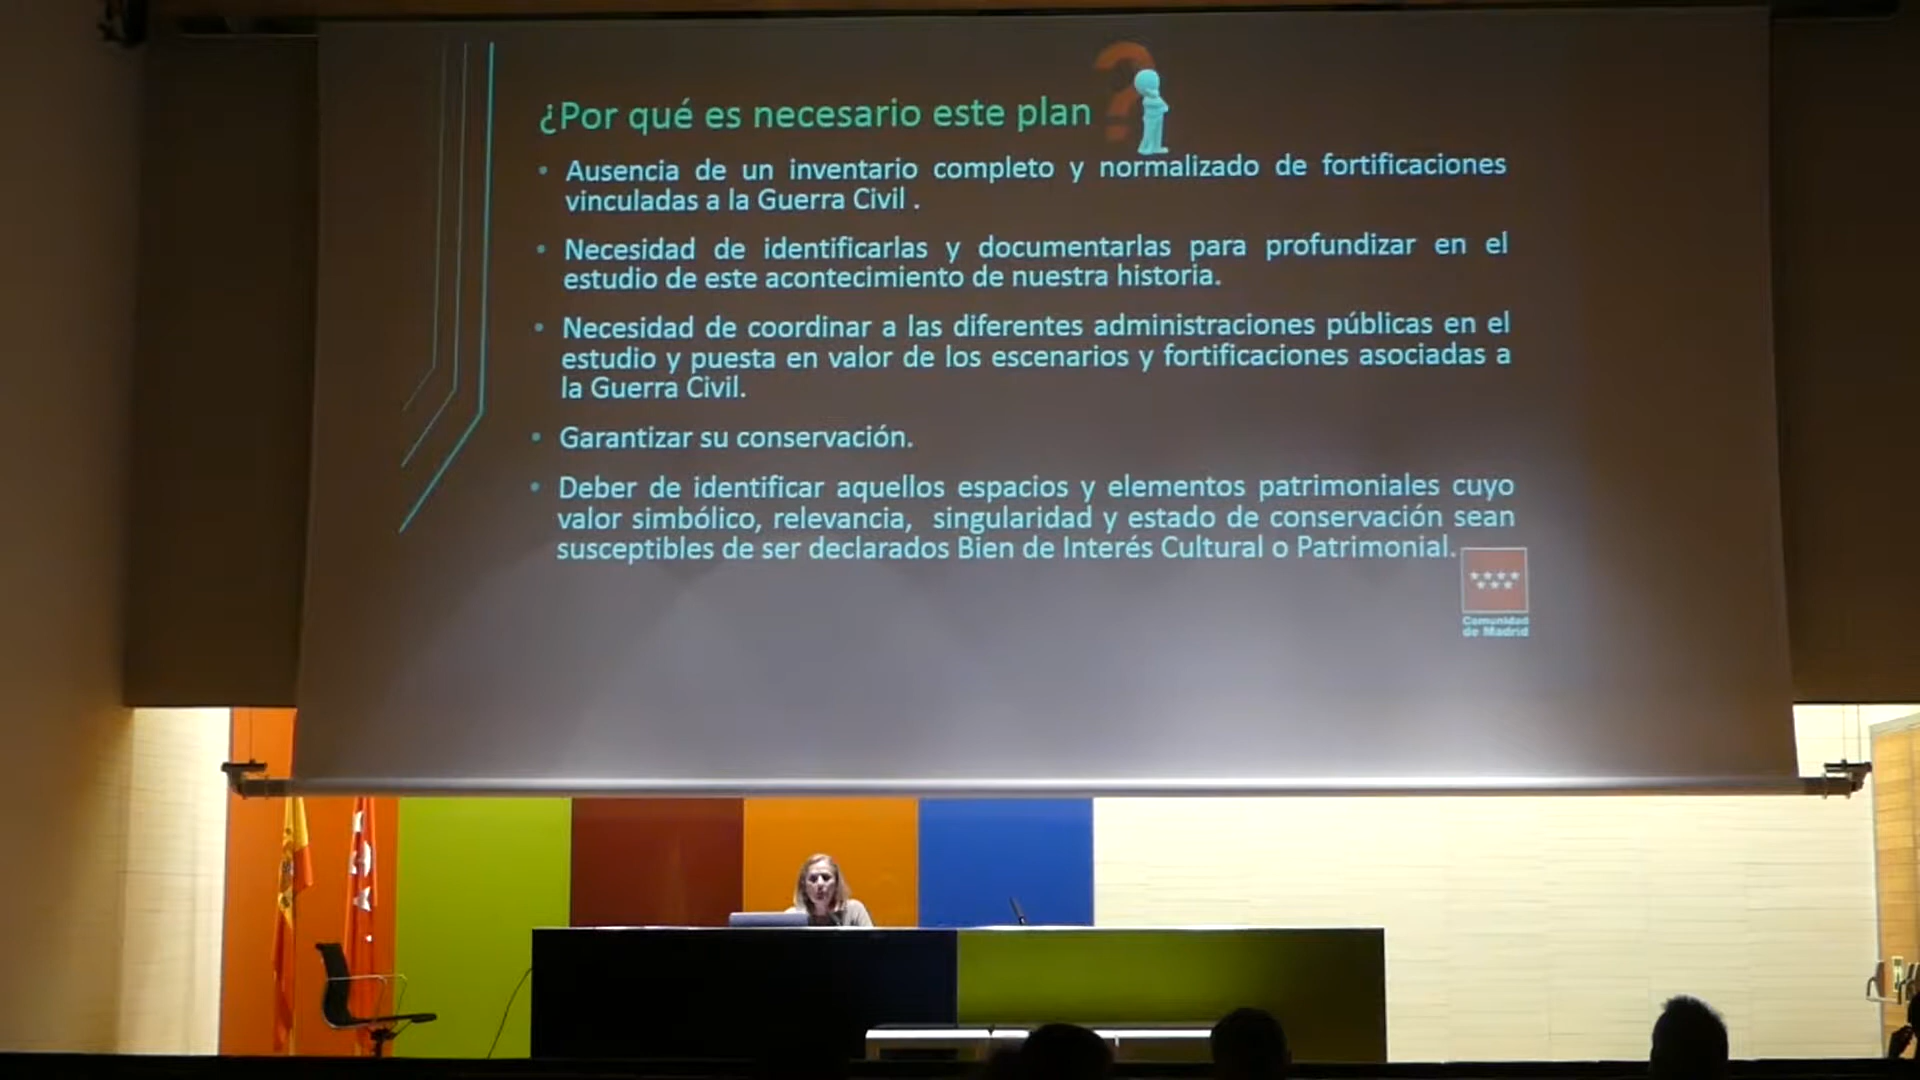 ¿Por qué es necesario este plan
• Ausencia de un inventario completo y normalizado de fortificaciones
vinculadas a la Guerra Civil .
• Necesidad de identificarlas y documentarlas para profundizar en el
estudio de este acontecimiento de nuestra historia.
• Necesidad de coordinar a las diferentes administraciones públicas en el
estudio y puesta en valor de los escenarios y fortificaciones asociadas a
la Guerra Civil.
• Garantizar su conservación.
• Deber de identificar aquellos espacios y elementos patrimoniales cuyo
valor simbólico, relevancia, singularidad y estado de conservación sean
susceptibles de ser declarados Bien de Interés Cultural o Patrimonial.
Comunidad
de Madrid